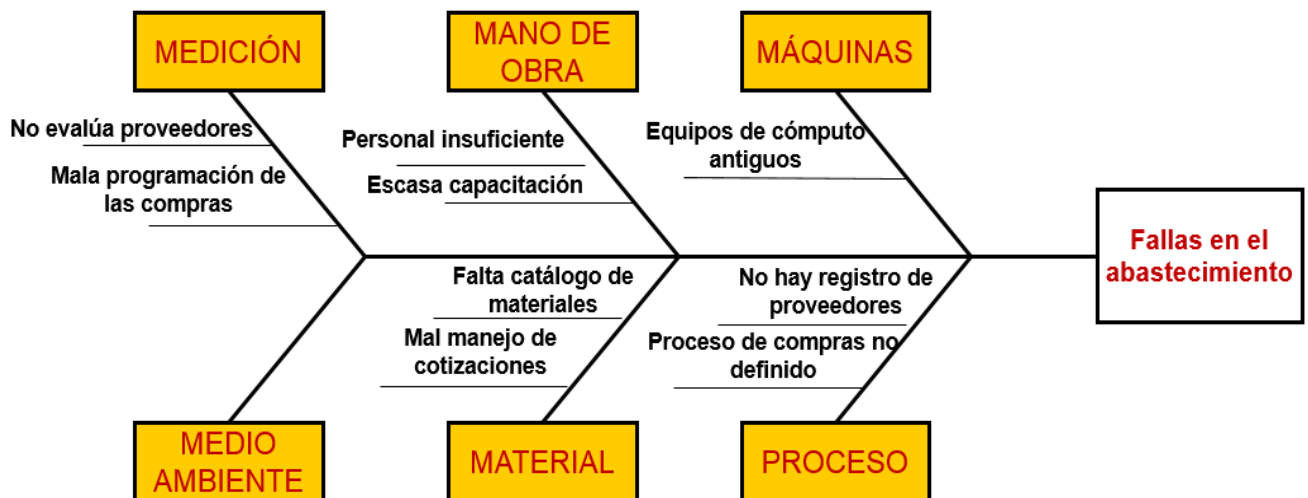 MEDICIÓN
MANO DE
OBRA
MÁQUINAS
No evalúa proveedores
Mala programación de
las compras
Personal insuficiente
Escasa capacitación
Equipos de cómputo
antiguos
Fallas en el
abastecimiento
Falta catálogo de
materiales
Mal manejo de
cotizaciones
No hay registro de
proveedores
Proceso de compras no
definido
MEDIO
AMBIENTE
MATERIAL
PROCESO